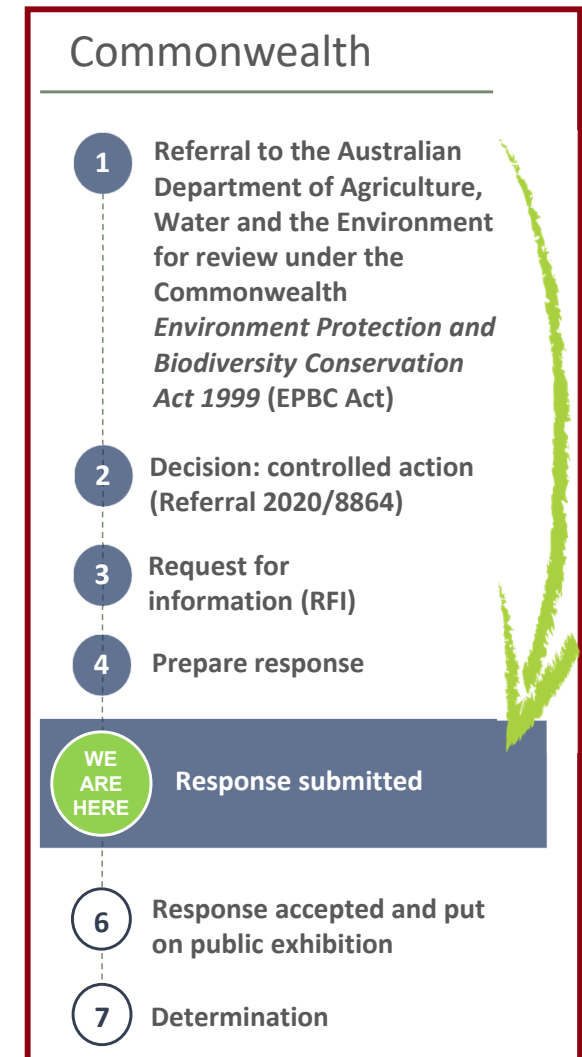 Commonwealth
1
Referral to the Australian
Department of Agriculture,
Water and the Environment
for review under the
Commonwealth
Environment Protection and
Biodiversity Conservation
Act 1999 (EPBC Act)
2
Decision: controlled action
(Referral 2020/8864)
3
Request for
information (RFI)
4
Prepare response
WE
ARE
HERE
Response submitted
6
Response accepted and put
on public exhibition
7
Determination